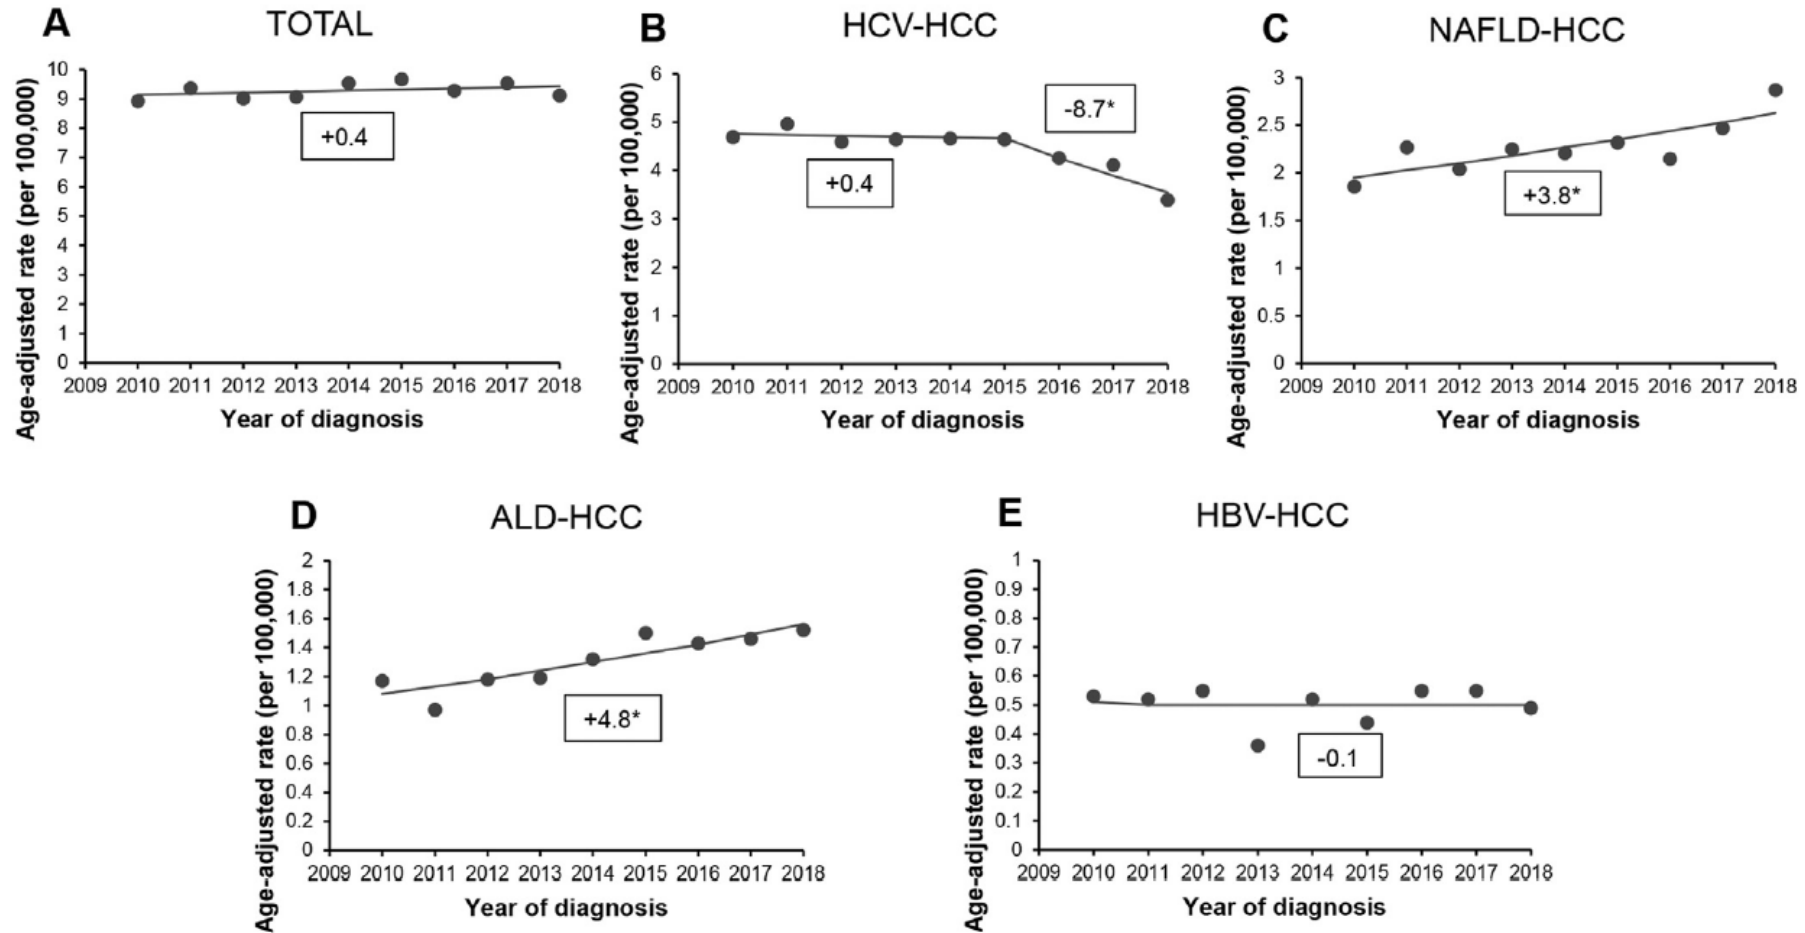 A TOTAL
Age-adjusted rate (per 100,000)
10
9
8
7
6
5
4
3
2
1
0
+0.4
2009 2010 2011 2012 2013 2014 2015 2016 2017 2018
Year of diagnosis
B HCV-HCC
Age-adjusted rate (per 100,000)
6
5
4
3
2
1
0
-8.7*
+0.4
2009 2010 2011 2012 2013 2014 2015 2016 2017 2018
Year of diagnosis
C NAFLD-HCC
Age-adjusted rate (per 100,000)
3
2.5
2
1.5
1
0.5
0
+3.8*
2009 2010 2011 2012 2013 2014 2015 2016 2017 2018
Year of diagnosis
D ALD-HCC
Age-adjusted rate (per 100,000)
2
1.8
1.6
1.4
1.2
1
0.8
0.6
0.4
0.2
0
+4.8*
2009 2010 2011 2012 2013 2014 2015 2016 2017 2018
Year of diagnosis
E HBV-HCC
Age-adjusted rate (per 100,000)
1
0.9
0.8
0.7
0.6
0.5
0.4
0.3
0.2
0.1
0
-0.1
2009 2010 2011 2012 2013 2014 2015 2016 2017 2018
Year of diagnosis